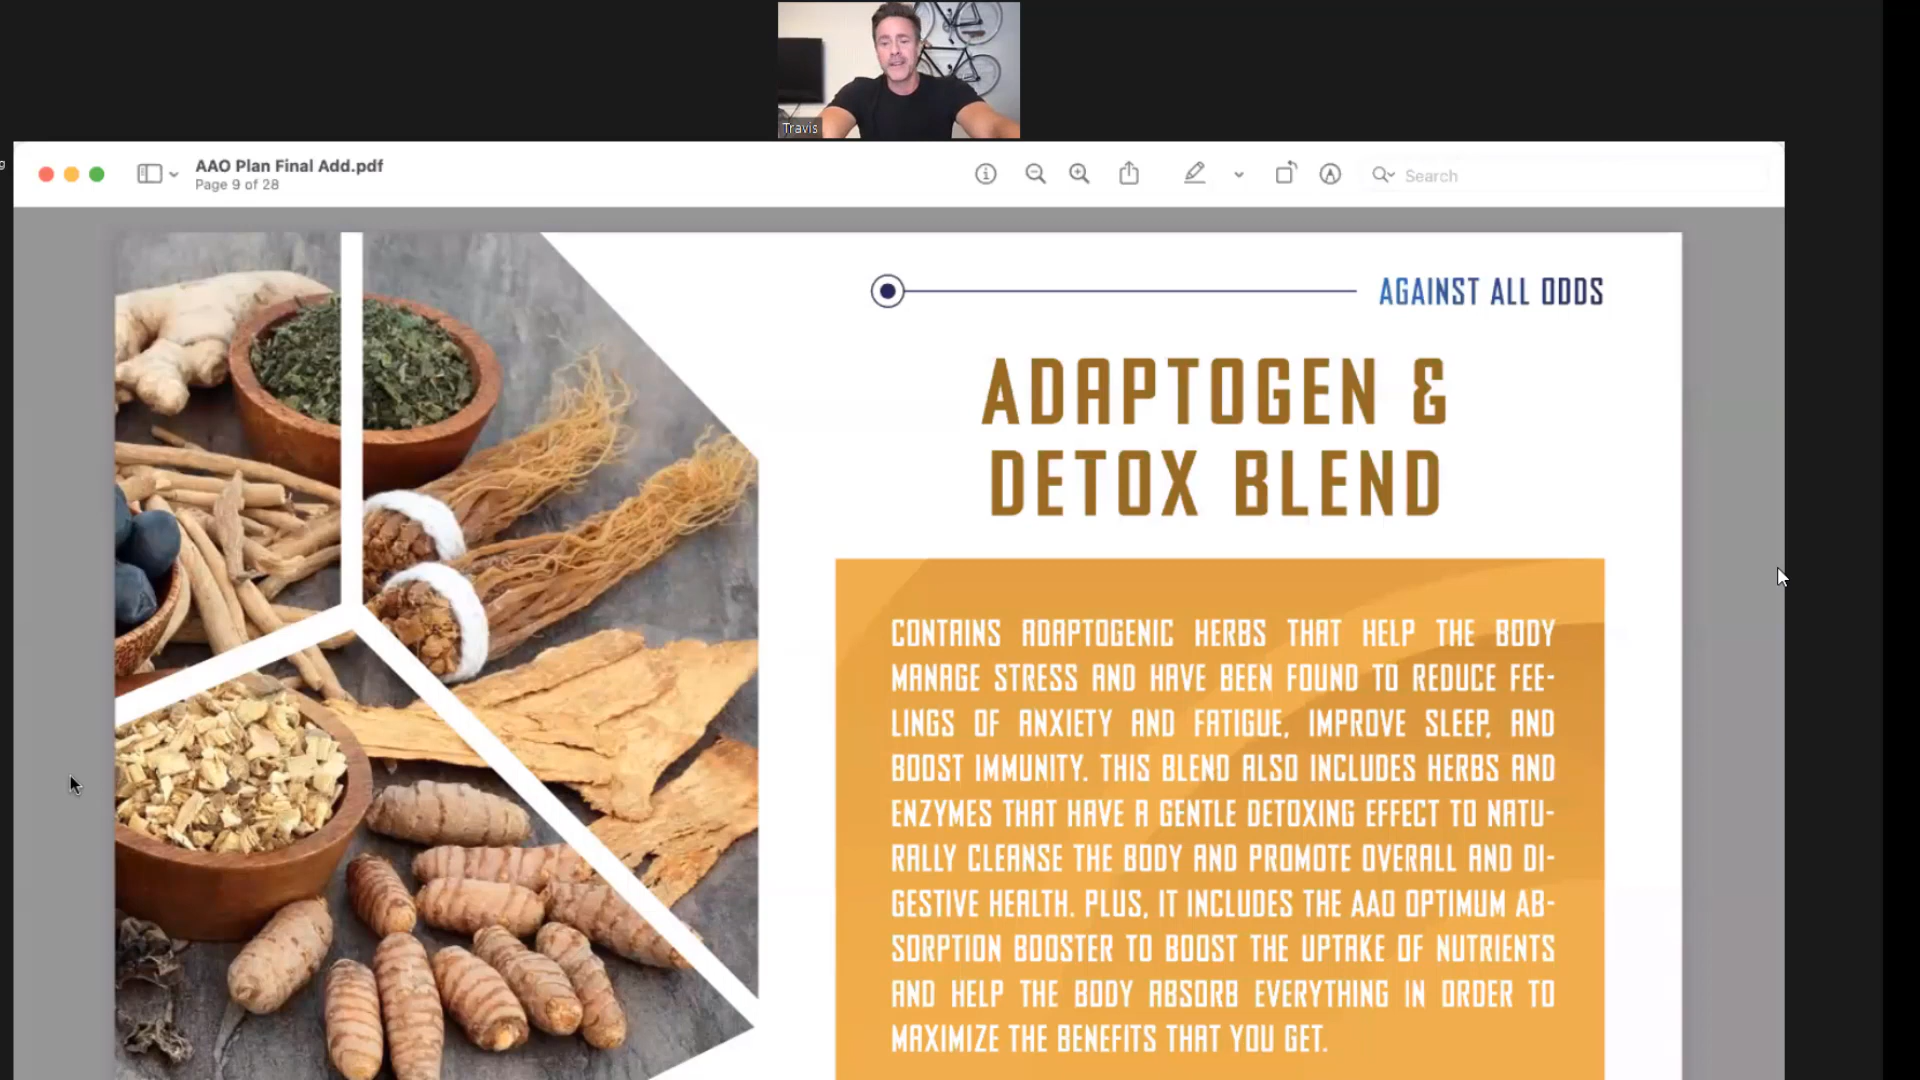 Travis
g
AAO Plan Final Add.pdf
Page 9 of 28
Search
AGAINST ALL ODDS
ADAPTOGEN &
DETOX BLEND
CONTAINS ADAPTOGENIC HERBS THAT HELP THE BODY
MANAGE STRESS AND HAVE BEEN FOUND TO REDUCE FEE-
LINGS OF ANXIETY AND FATIGUE, IMPROVE SLEEP, AND
BOOST IMMUNITY. THIS BLEND ALSO INCLUDES HERBS AND
ENZYMES THAT HAVE A GENTLE DETOXING EFFECT TO NATU-
RALLY CLEANSE THE BODY AND PROMOTE OVERALL AND DI-
GESTIVE HEALTH. PLUS, IT INCLUDES THE AAO OPTIMUM AB-
SORPTION BOOSTER TO BOOST THE UPTAKE OF NUTRIENTS
AND HELP THE BODY ABSORB EVERYTHING IN ORDER TO
MAXIMIZE THE BENEFITS THAT YOU GET.